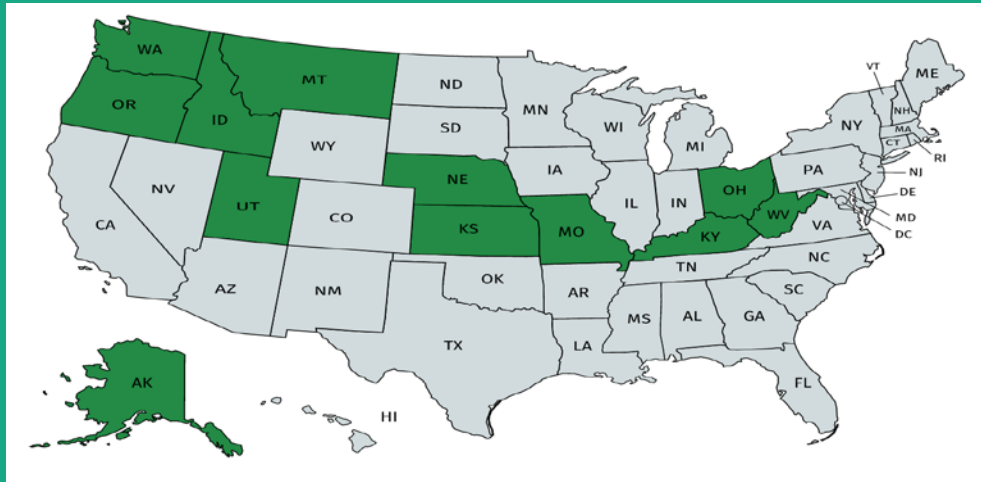 WA
MT
ND
MN
VT
ME
OR
ID
SD
WI
NH
NY
MA
WY
MI
CT
RI
NE
IA
PA
NJ
NV
UT
CO
IL
IN
OH
DE
CA
KS
MO
WV
MD
KY
VA
DC
AZ
NM
OK
TN
NC
AR
SC
MS
AL
GA
TX
LA
FL
AK
HI